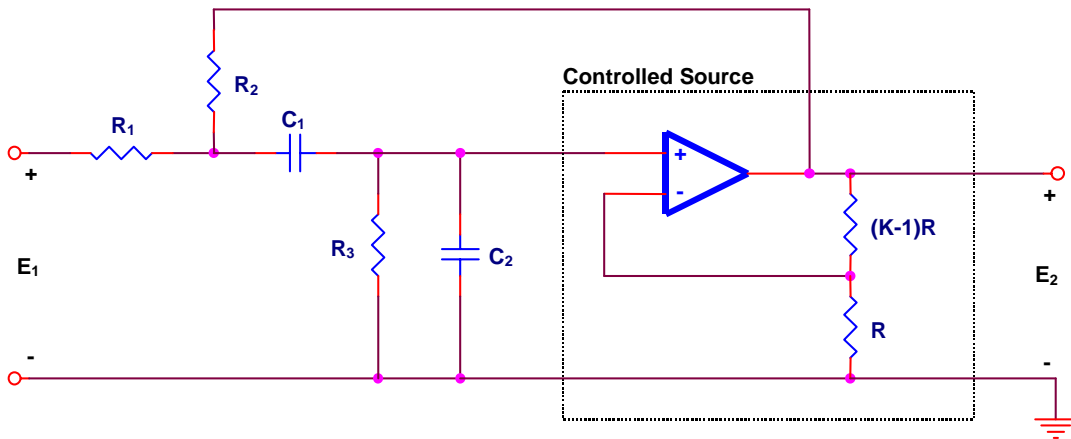 Controlled Source
R2
R1
C1
+
+
-
+
(K-1)R
R3
C2
E1
E2
R
-
-